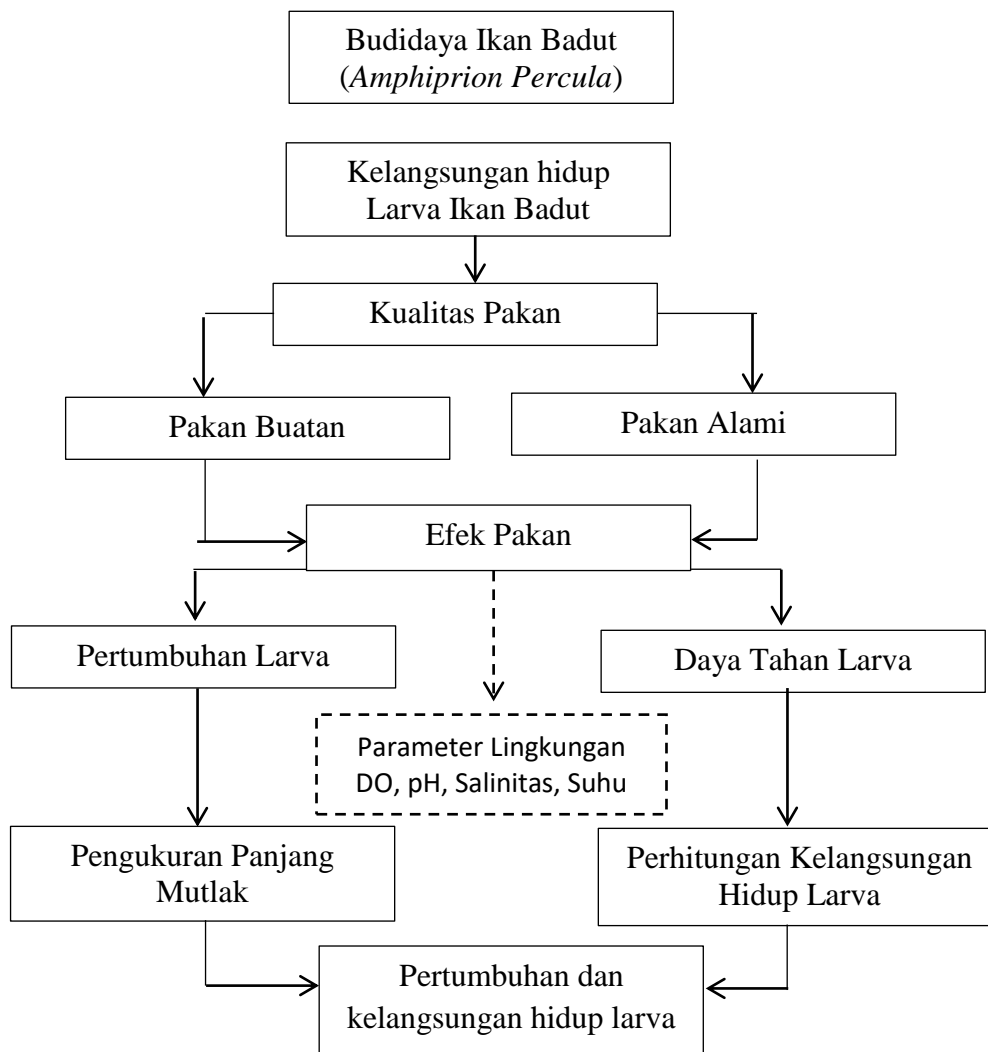 Budidaya Ikan Badut
(Amphiprion Percula)
Kelangsungan hidup
Larva Ikan Badut
Kualitas Pakan
Pakan Buatan
Pakan Alami
Efek Pakan
Pertumbuhan Larva
Daya Tahan Larva
Parameter Lingkungan
DO, pH, Salinitas, Suhu
Pengukuran Panjang
Mutlak
Perhitungan Kelangsungan
Hidup Larva
Pertumbuhan dan
kelangsungan hidup larva